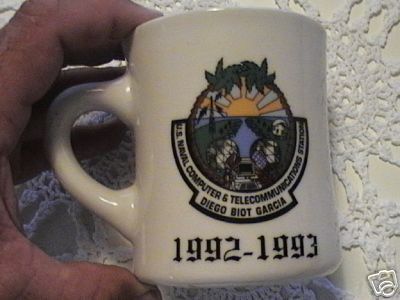 U.S. NAVAL COMPUTER & TELECOMMUNICATIONS STATION
DIEGO BIOT GARCIA
1992-1993